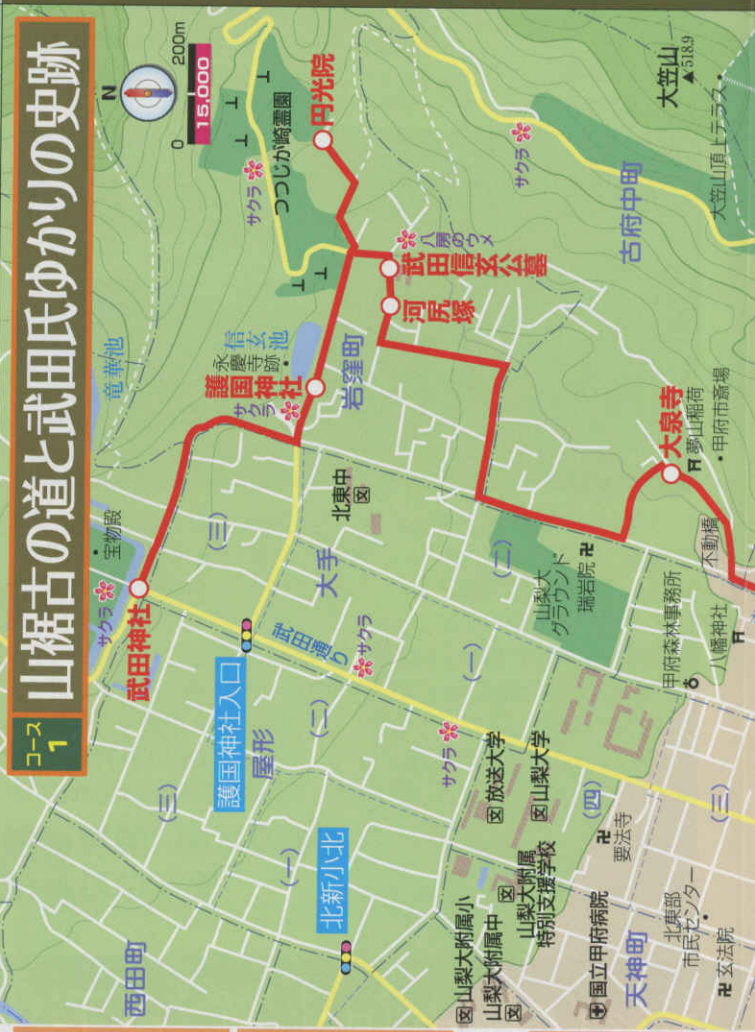 コース
1
山裾古の道と武田氏ゆかりの史跡
N
0
200m
15,000
竜華池
宝物殿
サクラ
武田神社
(三)
サクラ
護国神社
永慶寺跡
信玄池
岩窪町
サクラ
つつじが崎霊園
円光院
八房のウメ
武田信玄公墓
河尻塚
サクラ
古府中町
大笠山
518.9
大笠山頂上テラス
大泉寺
夢山稲荷
甲府市斎場
不動橋
八幡神社
甲府森林事務所
瑞岩院
山梨大
グラウンド
(二)
北東中
大手
武田通り
サクラ
(一)
護国神社入口
屋形
(二)
(三)
(一)
北新小北
西田町
サクラ
放送大学
山梨大学
(四)
山梨大附属
特別支援学校
山梨大附属小
山梨大附属中
国立甲府病院
要法寺
天神町
北東部
市民センター
玄法院
(三)